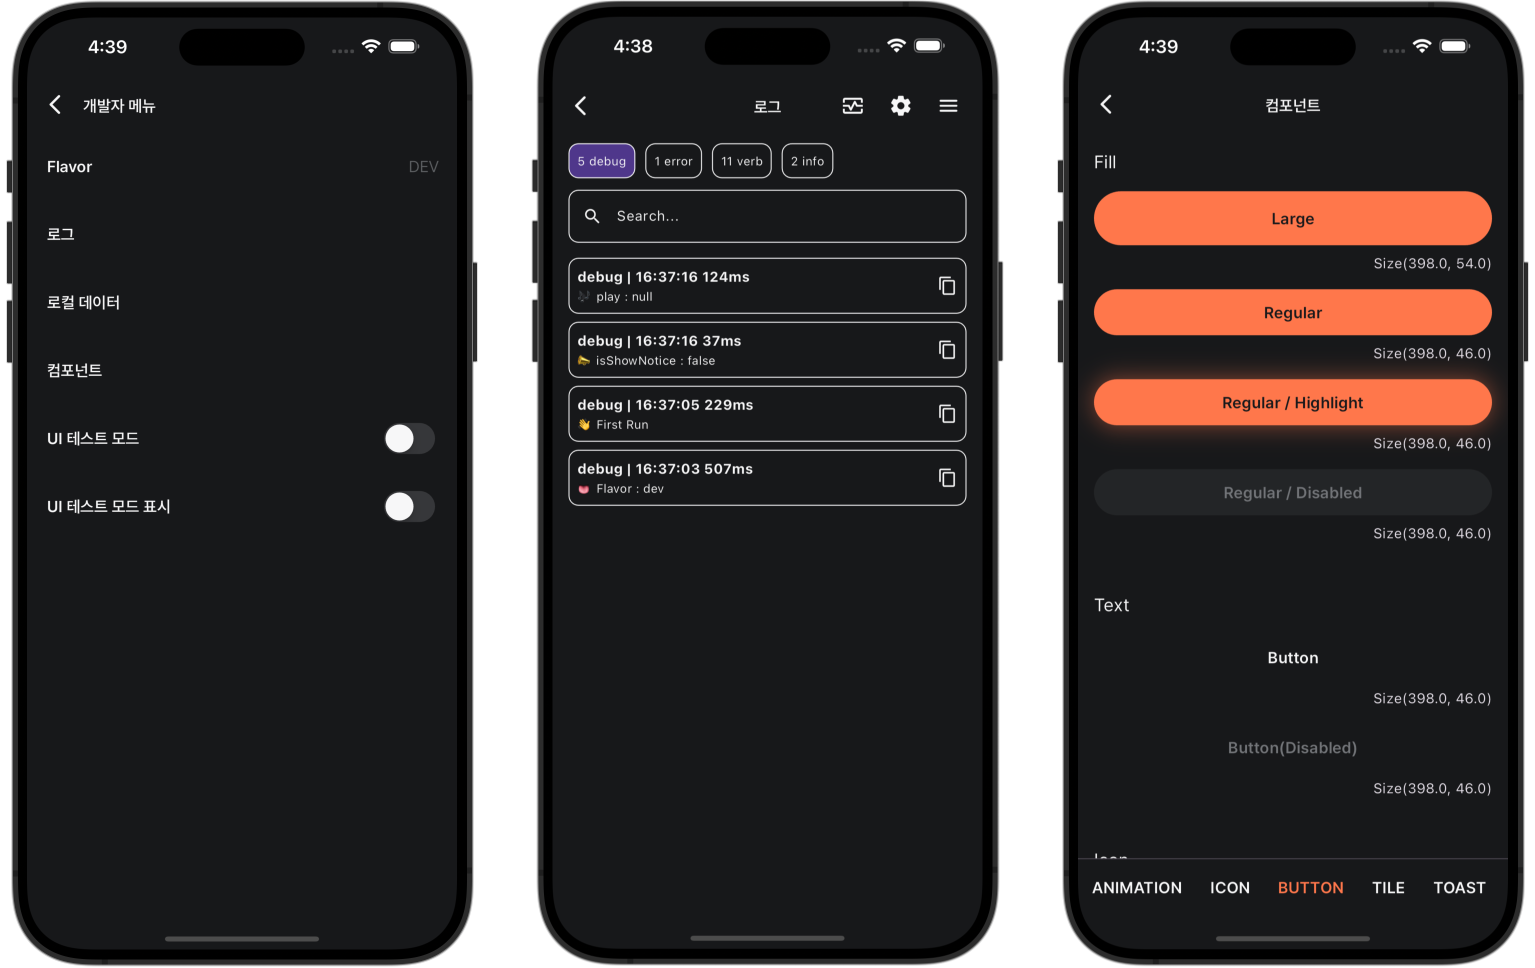 4:39
개발자 메뉴
Flavor DEV
로그
로컬 데이터
컴포넌트
UI 테스트 모드
UI 테스트 모드 표시
4:38
로그
5 debug 1 error 11 verb 2 info
Search...
debug | 16:37:16 124ms
play : null
debug | 16:37:16 37ms
isShowNotice : false
debug | 16:37:05 229ms
👋 First Run
debug | 16:37:03 507ms
Flavor : dev
4:39
컴포넌트
Fill
Large
Size(398.0, 54.0)
Regular
Size(398.0, 46.0)
Regular / Highlight
Size(398.0, 46.0)
Regular / Disabled
Size(398.0, 46.0)
Text
Button
Size(398.0, 46.0)
Button(Disabled)
Size(398.0, 46.0)
Icon
ANIMATION ICON BUTTON TILE TOAST